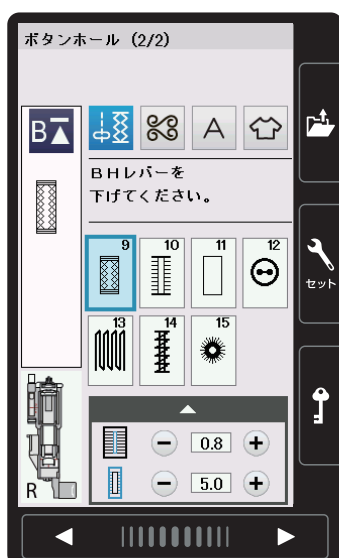 ボタンホール (2/2)
B
A
BHレバーを
下げてください。
9
10
11
12
13
14
15
0.8
5.0
R
セット